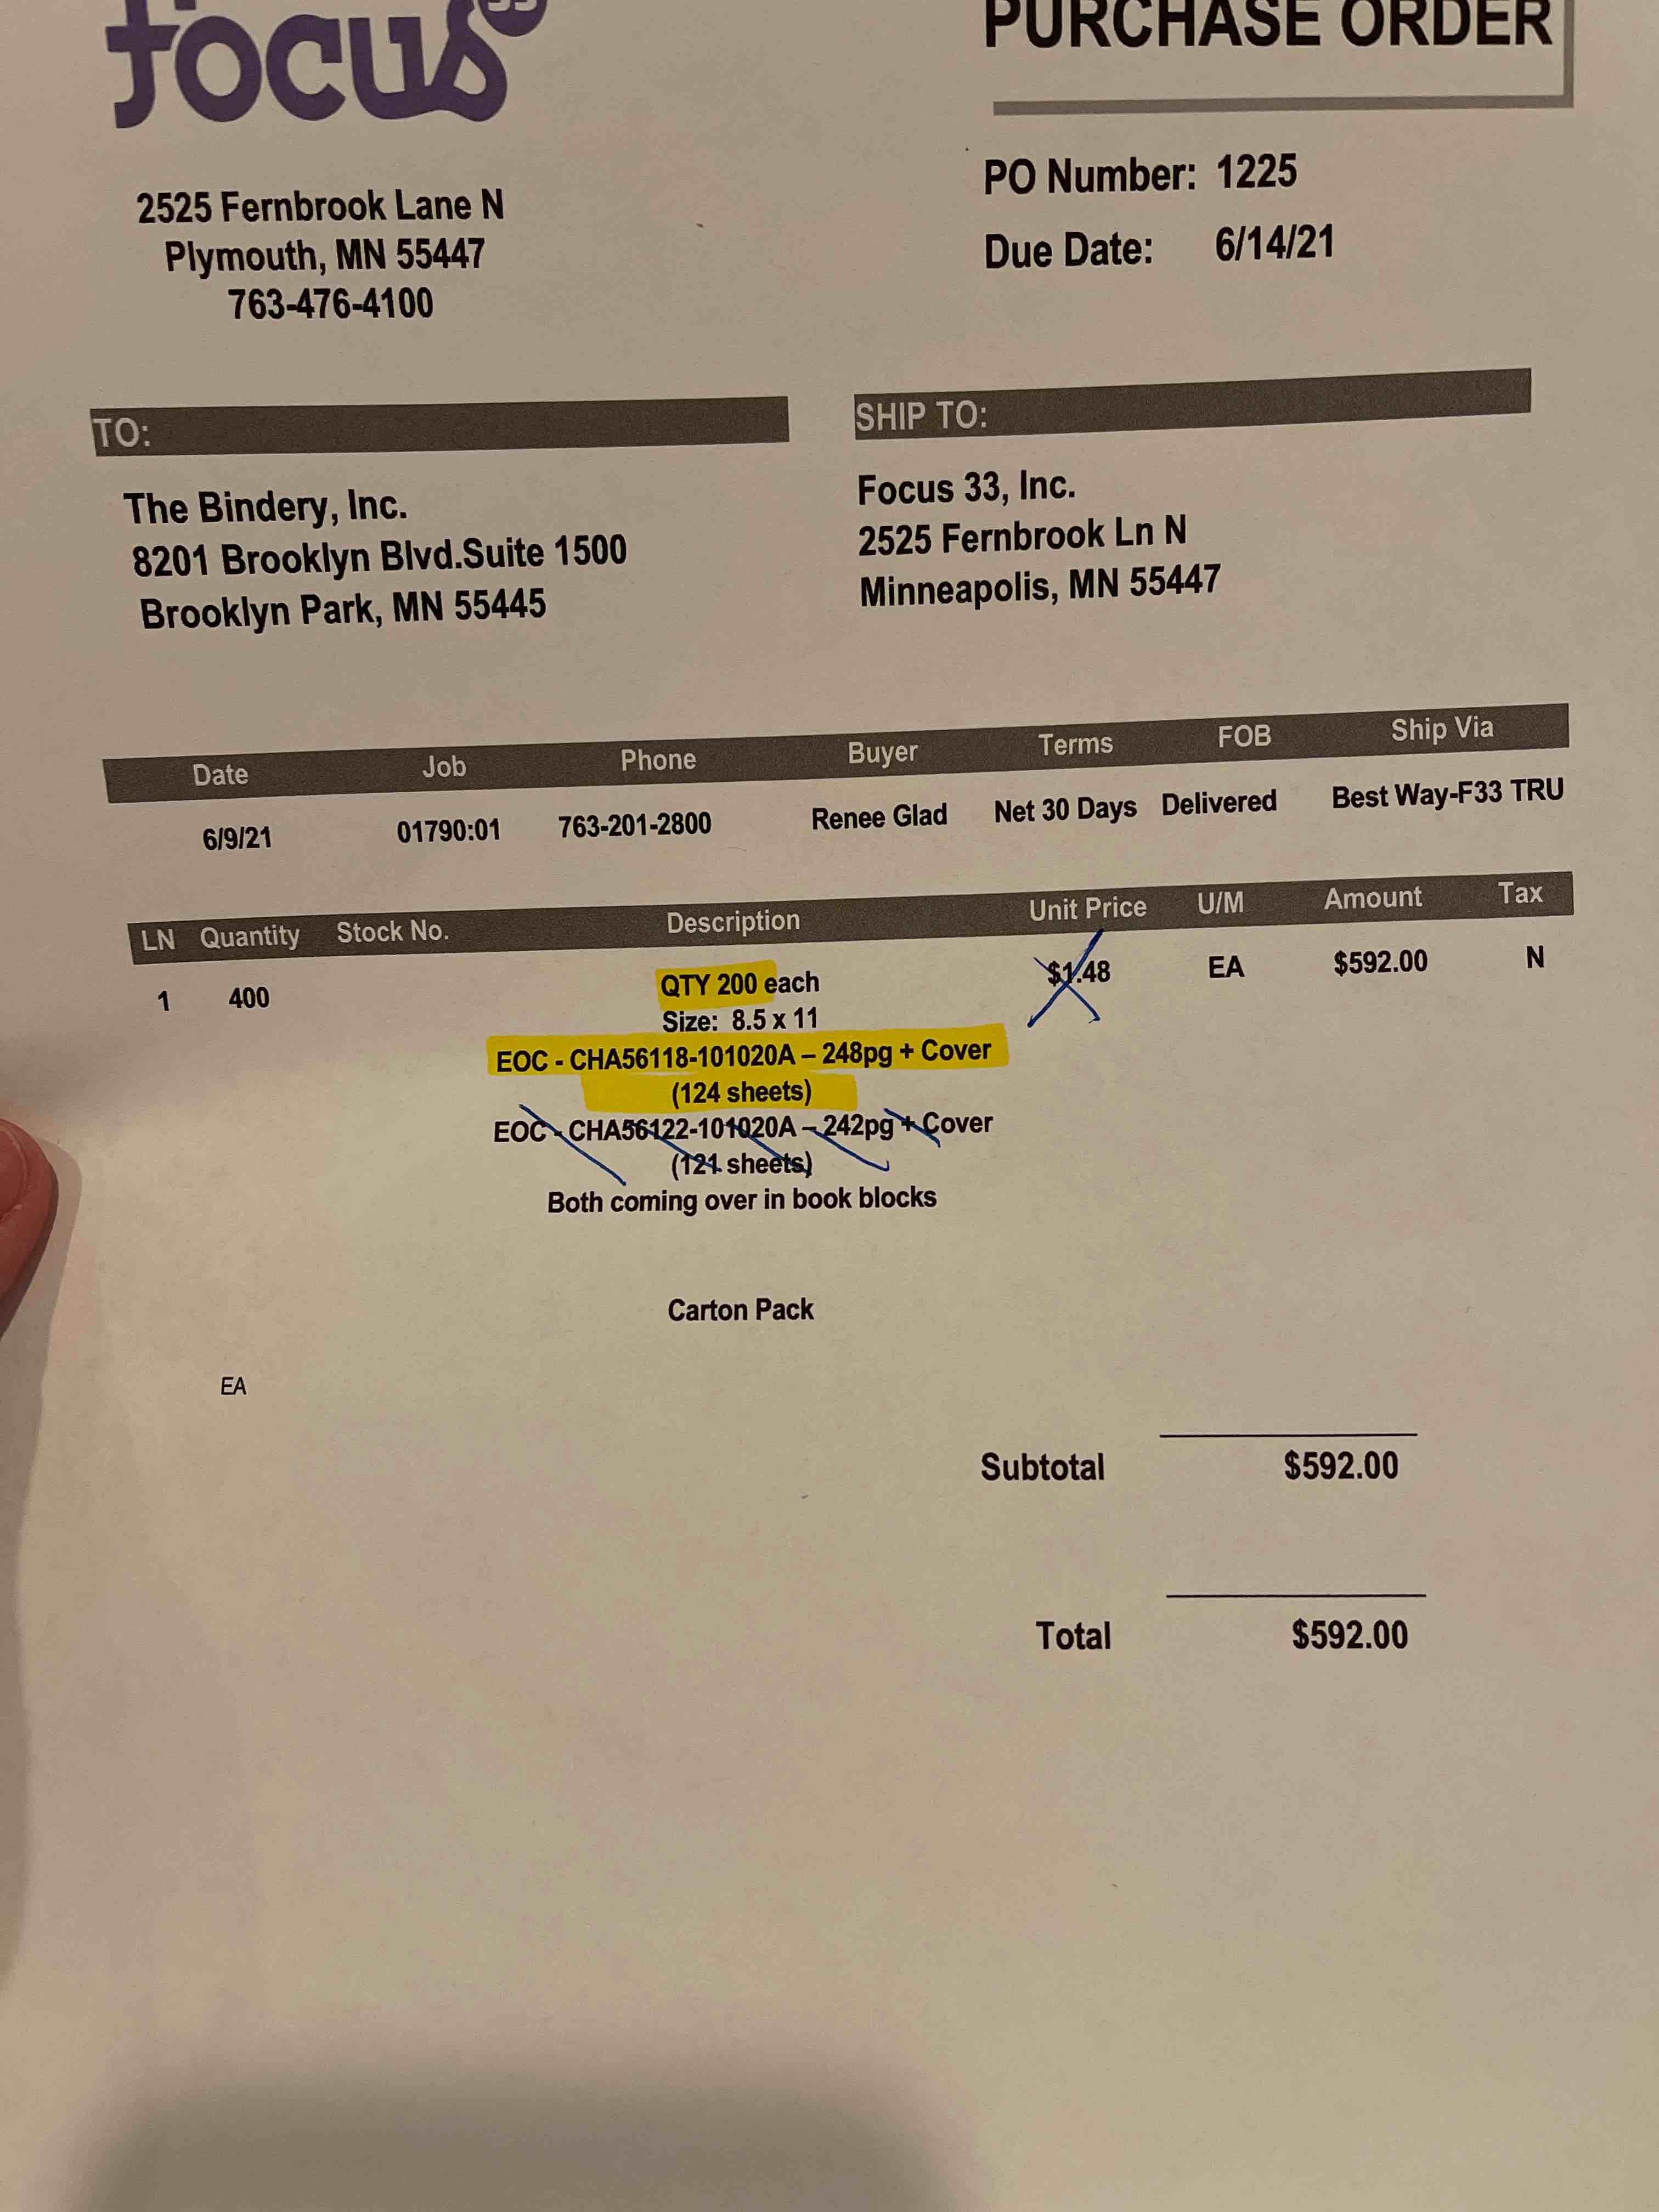 focus 33
PURCHASE ORDER
2525 Fernbrook Lane N
Plymouth, MN 55447
763-476-4100
PO Number: 1225
Due Date: 6/14/21
TO:
The Bindery, Inc.
8201 Brooklyn Blvd.Suite 1500
Brooklyn Park, MN 55445
SHIP TO:
Focus 33, Inc.
2525 Fernbrook Ln N
Minneapolis, MN 55447
Date Job Phone Buyer Terms FOB Ship Via
6/9/21 01790:01 763-201-2800 Renee Glad Net 30 Days Delivered Best Way-F33 TRU
LN Quantity Stock No. Description Unit Price U/M Amount Tax
1 400 QTY 200 each $1.48 EA $592.00 N
Size: 8.5 x 11
EOC - CHA56118-101020A – 248pg + Cover
(124 sheets)
EOC - CHA56122-101020A – 242pg + Cover
(121 sheets)
Both coming over in book blocks
Carton Pack
EA
Subtotal $592.00
Total $592.00